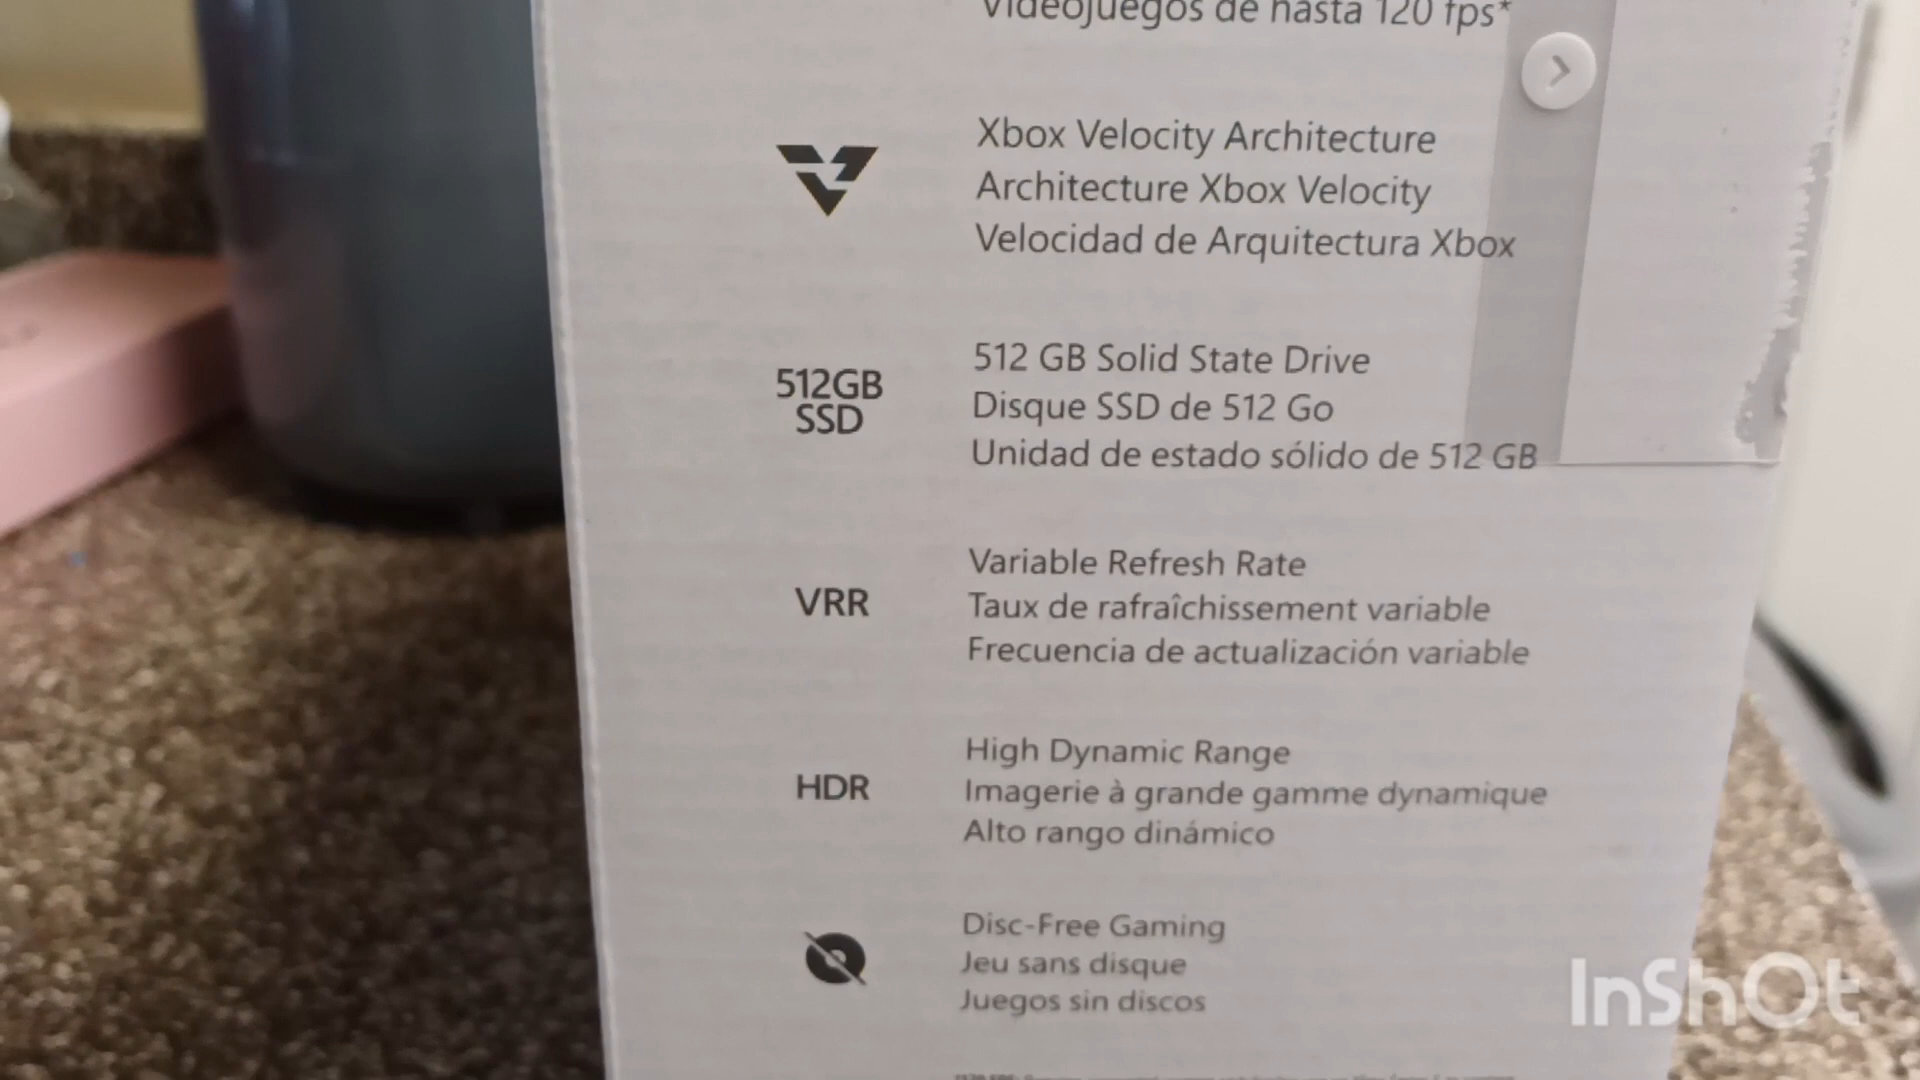 Videojuegos de hasta 120 fps*
Xbox Velocity Architecture
Architecture Xbox Velocity
Velocidad de Arquitectura Xbox
512GB
SSD
512 GB Solid State Drive
Disque SSD de 512 Go
Unidad de estado sólido de 512 GB
VRR
Variable Refresh Rate
Taux de rafraîchissement variable
Frecuencia de actualización variable
HDR
High Dynamic Range
Imagerie à grande gamme dynamique
Alto rango dinámico
Disc-Free Gaming
Jeu sans disque
Juegos sin discos
InShOt